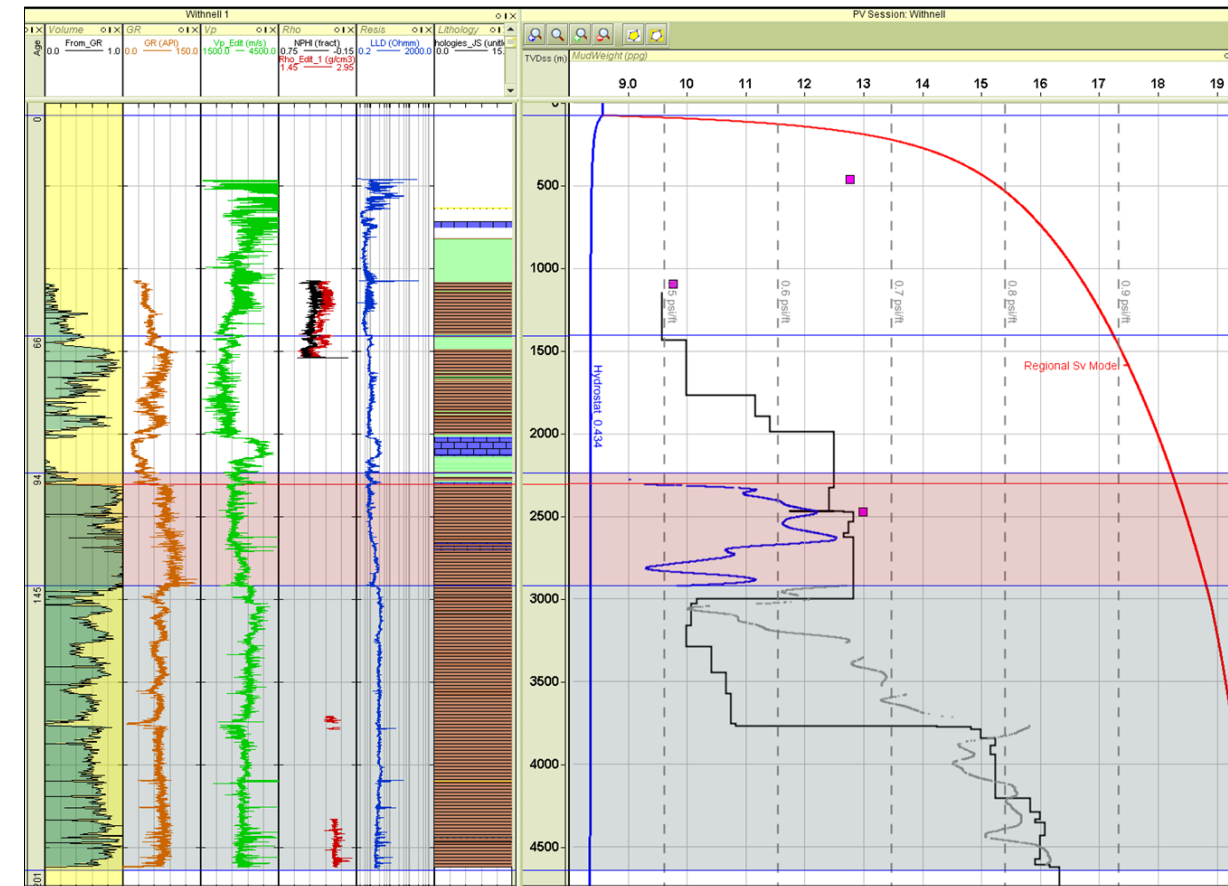 Withnell 1
PV Session: Withnell
Volume
GR
Vp
Rho
Resis
Lithology
Age
From_GR
0.0
1.0
GR (API)
0.0
150.0
Vp_Edit (m/s)
1500.0
4500.0
NPHI (fract)
0.75
-0.15
Rho_Edit_1 (g/cm3)
1.45
2.95
LLD (Ohmm)
0.2
2000.0
hologies_JS (unitl
0.0
15.
TVDss (m)
MudWeight (ppg)
9.0
10
11
12
13
14
15
16
17
18
19
0
500
1000
1500
2000
2500
3000
3500
4000
4500
0
66
94
145
201
5 psi/ft
0.6 psi/ft
0.7 psi/ft
0.8 psi/ft
0.9 psi/ft
Regional Sv Model
Hydrostat 0.434